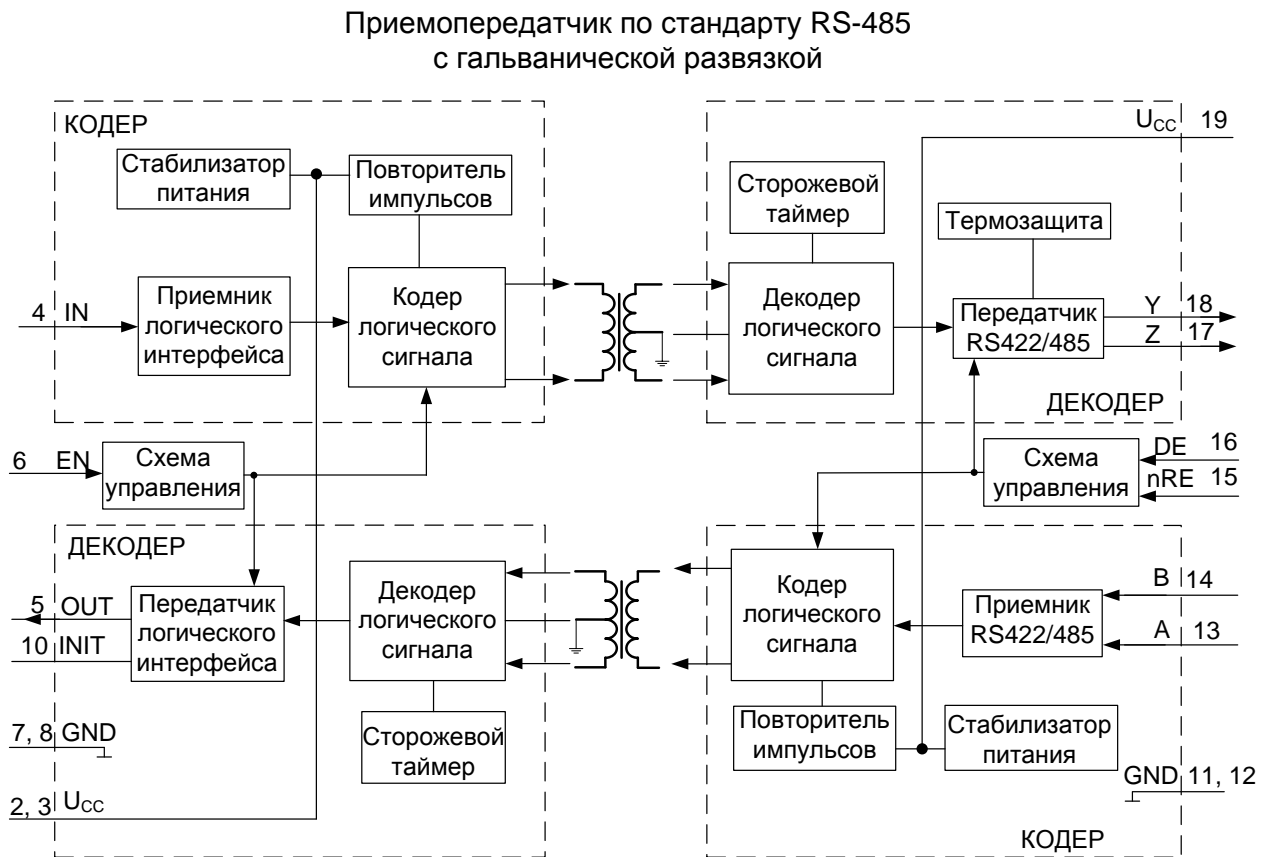 Приемопередатчик по стандарту RS-485
с гальванической развязкой
КОДЕР
Стабилизатор
питания
Повторитель
импульсов
4 IN
Приемник
логического
интерфейса
Кодер
логического
сигнала
Сторожевой
таймер
Термозащита
Декодер
логического
сигнала
Передатчик
RS422/485
UCC 19
Y 18
Z 17
ДЕКОДЕР
6 EN
Схема
управления
Схема
управления
DE 16
nRE 15
ДЕКОДЕР
5 OUT
10 INIT
Передатчик
логического
интерфейса
Декодер
логического
сигнала
Сторожевой
таймер
7, 8 GND
2, 3 UCC
Кодер
логического
сигнала
Приемник
RS422/485
B 14
A 13
Повторитель
импульсов
Стабилизатор
питания
GND 11, 12
КОДЕР